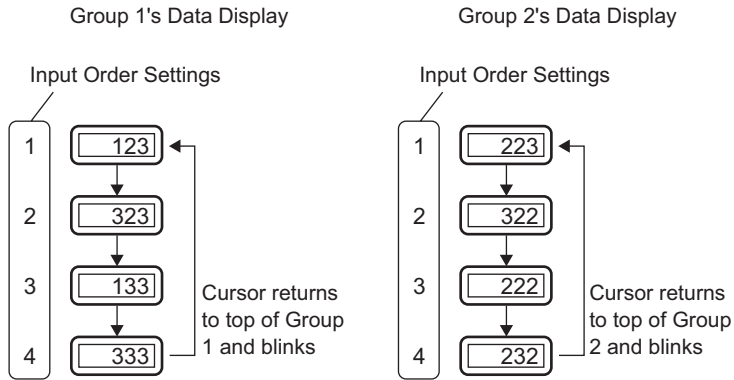 Group 1's Data Display
Input Order Settings
1
123
2
323
3
133
4
333
Cursor returns
to top of Group
1 and blinks
Group 2's Data Display
Input Order Settings
1
223
2
322
3
222
4
232
Cursor returns
to top of Group
2 and blinks